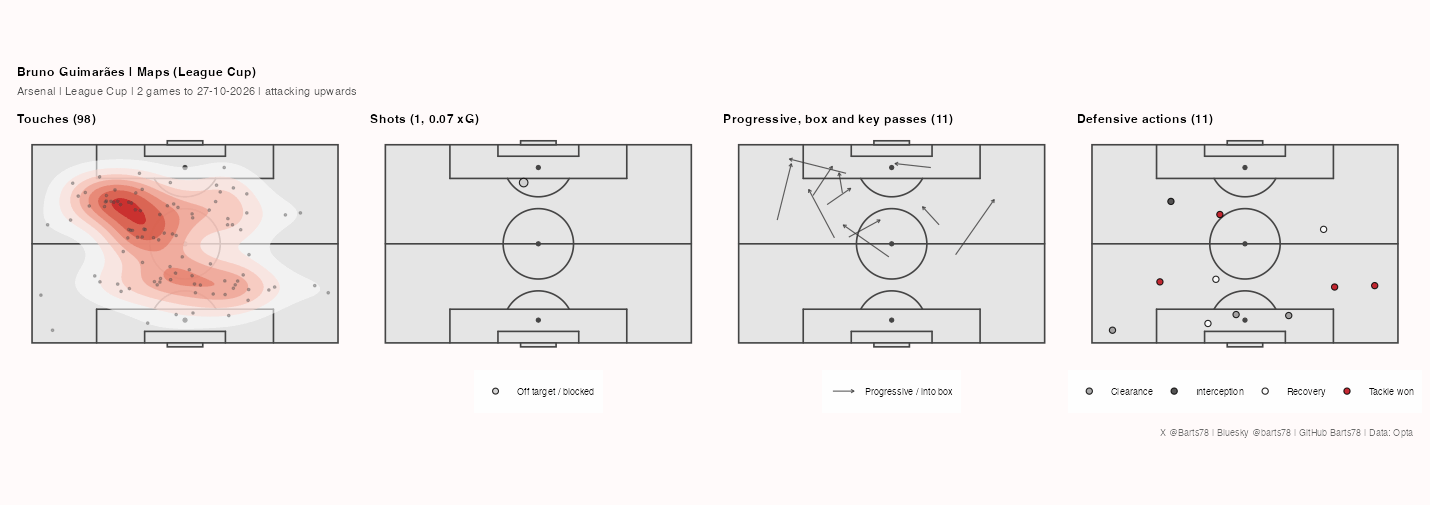 Bruno Guimarães | Maps (League Cup)
Arsenal | League Cup | 2 games to 27-10-2026 | attacking upwards
Touches (98)
Shots (1, 0.07 xG)
Progressive, box and key passes (11)
Defensive actions (11)
Off target / blocked
Progressive / into box
Clearance
Interception
Recovery
Tackle won
X @Barts78 | Bluesky @barts78 | GitHub Barts78 | Data: Opta